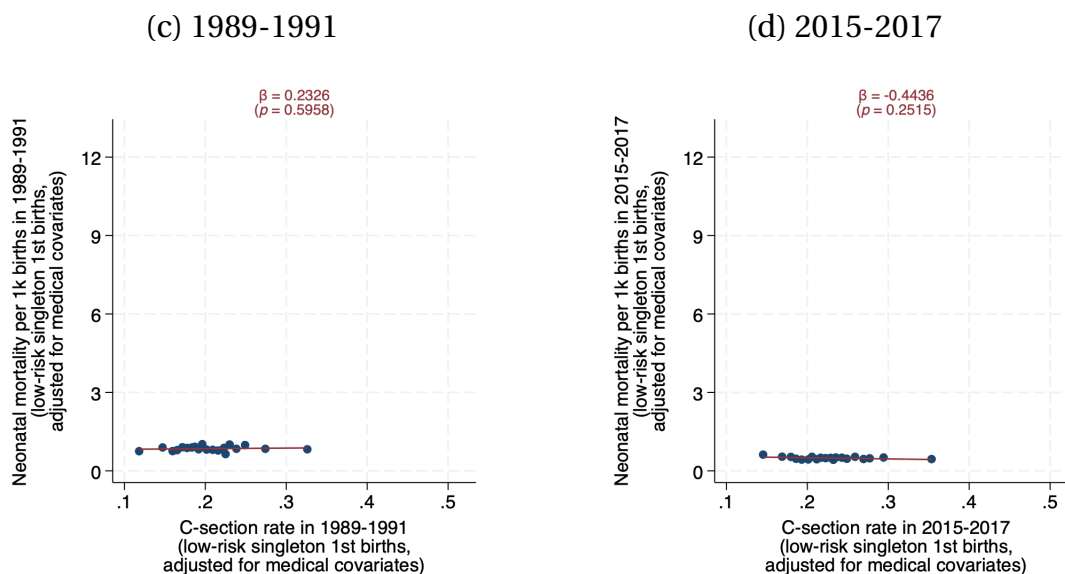 (c) 1989-1991
β = 0.2326
(p = 0.5958)
Neonatal mortality per 1k births in 1989-1991
(low-risk singleton 1st births,
adjusted for medical covariates)
12
9
6
3
0
.1 .2 .3 .4 .5
C-section rate in 1989-1991
(low-risk singleton 1st births,
adjusted for medical covariates)
(d) 2015-2017
β = -0.4436
(p = 0.2515)
Neonatal mortality per 1k births in 2015-2017
(low-risk singleton 1st births,
adjusted for medical covariates)
12
9
6
3
0
.1 .2 .3 .4 .5
C-section rate in 2015-2017
(low-risk singleton 1st births,
adjusted for medical covariates)